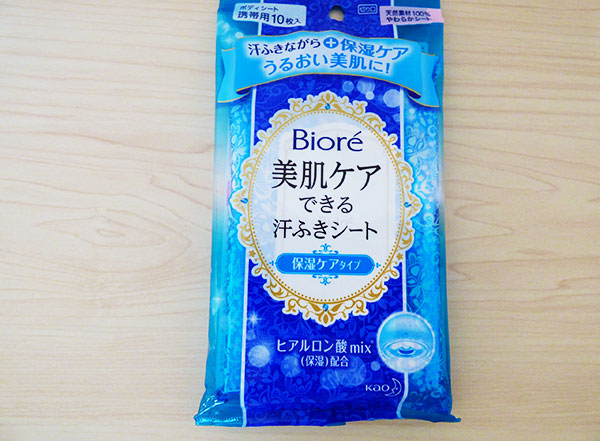 ボディシート
携帯用10枚入
天然素材100%
やわらかシート
汗ふきながら+保湿ケア
うるおい美肌に!
Bioré
美肌ケア
できる
汗ふきシート
保湿ケアタイプ
ヒアルロン酸mix*
(保湿)配合
Kao